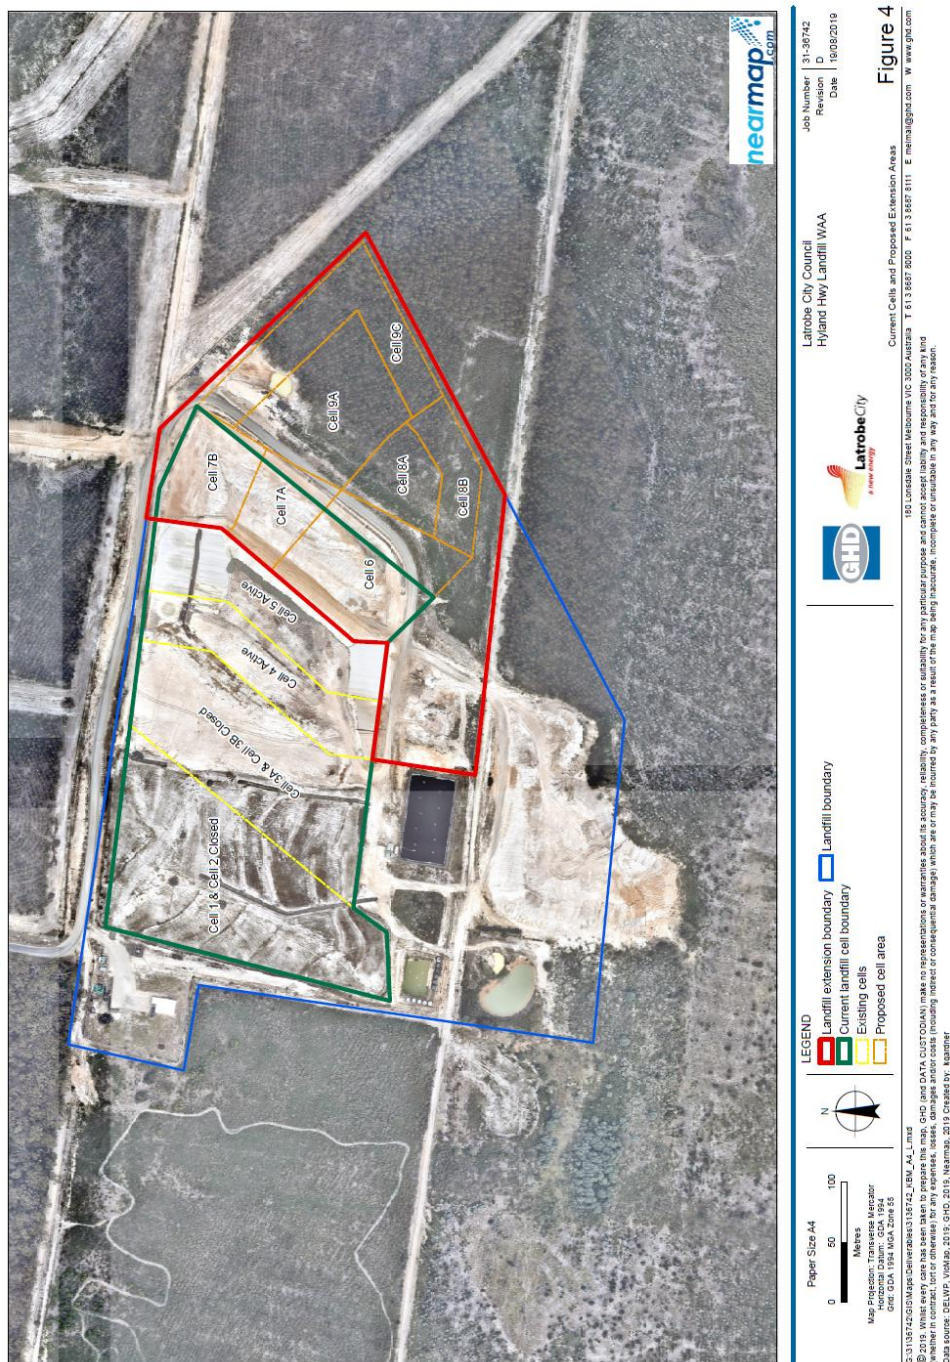 nearmap
.com
Cell 1 & Cell 2 Closed
Cell 3A & Cell 3B Closed
Cell 4 Active
Cell 5 Active
Cell 6
Cell 7A
Cell 7B
Cell 8A
Cell 8B
Cell 9A
Cell 9C
Paper Size A4
0 50 100
Metres
Map Projection: Transverse Mercator
Horizontal Datum: GDA 1994
Grid: GDA 1994 MGA Zone 55
N
LEGEND
Landfill extension boundary
Current landfill cell boundary
Existing cells
Proposed cell area
Landfill boundary
GHD
LatrobeCity
a new energy
Latrobe City Council
Hyland Hwy Landfill WAA
Current Cells and Proposed Extension Areas
Job Number 31-36742
Revision D
Date 19/08/2019
Figure 4
G:\31\36742\GIS\Maps\Deliverables\3136742_KBM_A4_L.mxd
180 Lonsdale Street Melbourne VIC 3000 Australia T 61 3 8687 8000 F 61 3 8687 8111 E melmail@ghd.com W www.ghd.com
© 2019. Whilst every care has been taken to prepare this map, GHD (and DATA CUSTODIAN) make no representations or warranties about its accuracy, reliability, completeness or suitability for any particular purpose and cannot accept liability and responsibility of any kind
(whether in contract, tort or otherwise) for any expenses, losses, damages and/or costs (including indirect or consequential damage) which are or may be incurred by any party as a result of the map being inaccurate, incomplete or unsuitable in any way and for any reason.
Data source: DELWP, VicMap, 2019; GHD, 2019, Nearmap, 2019 Created by: kgardner